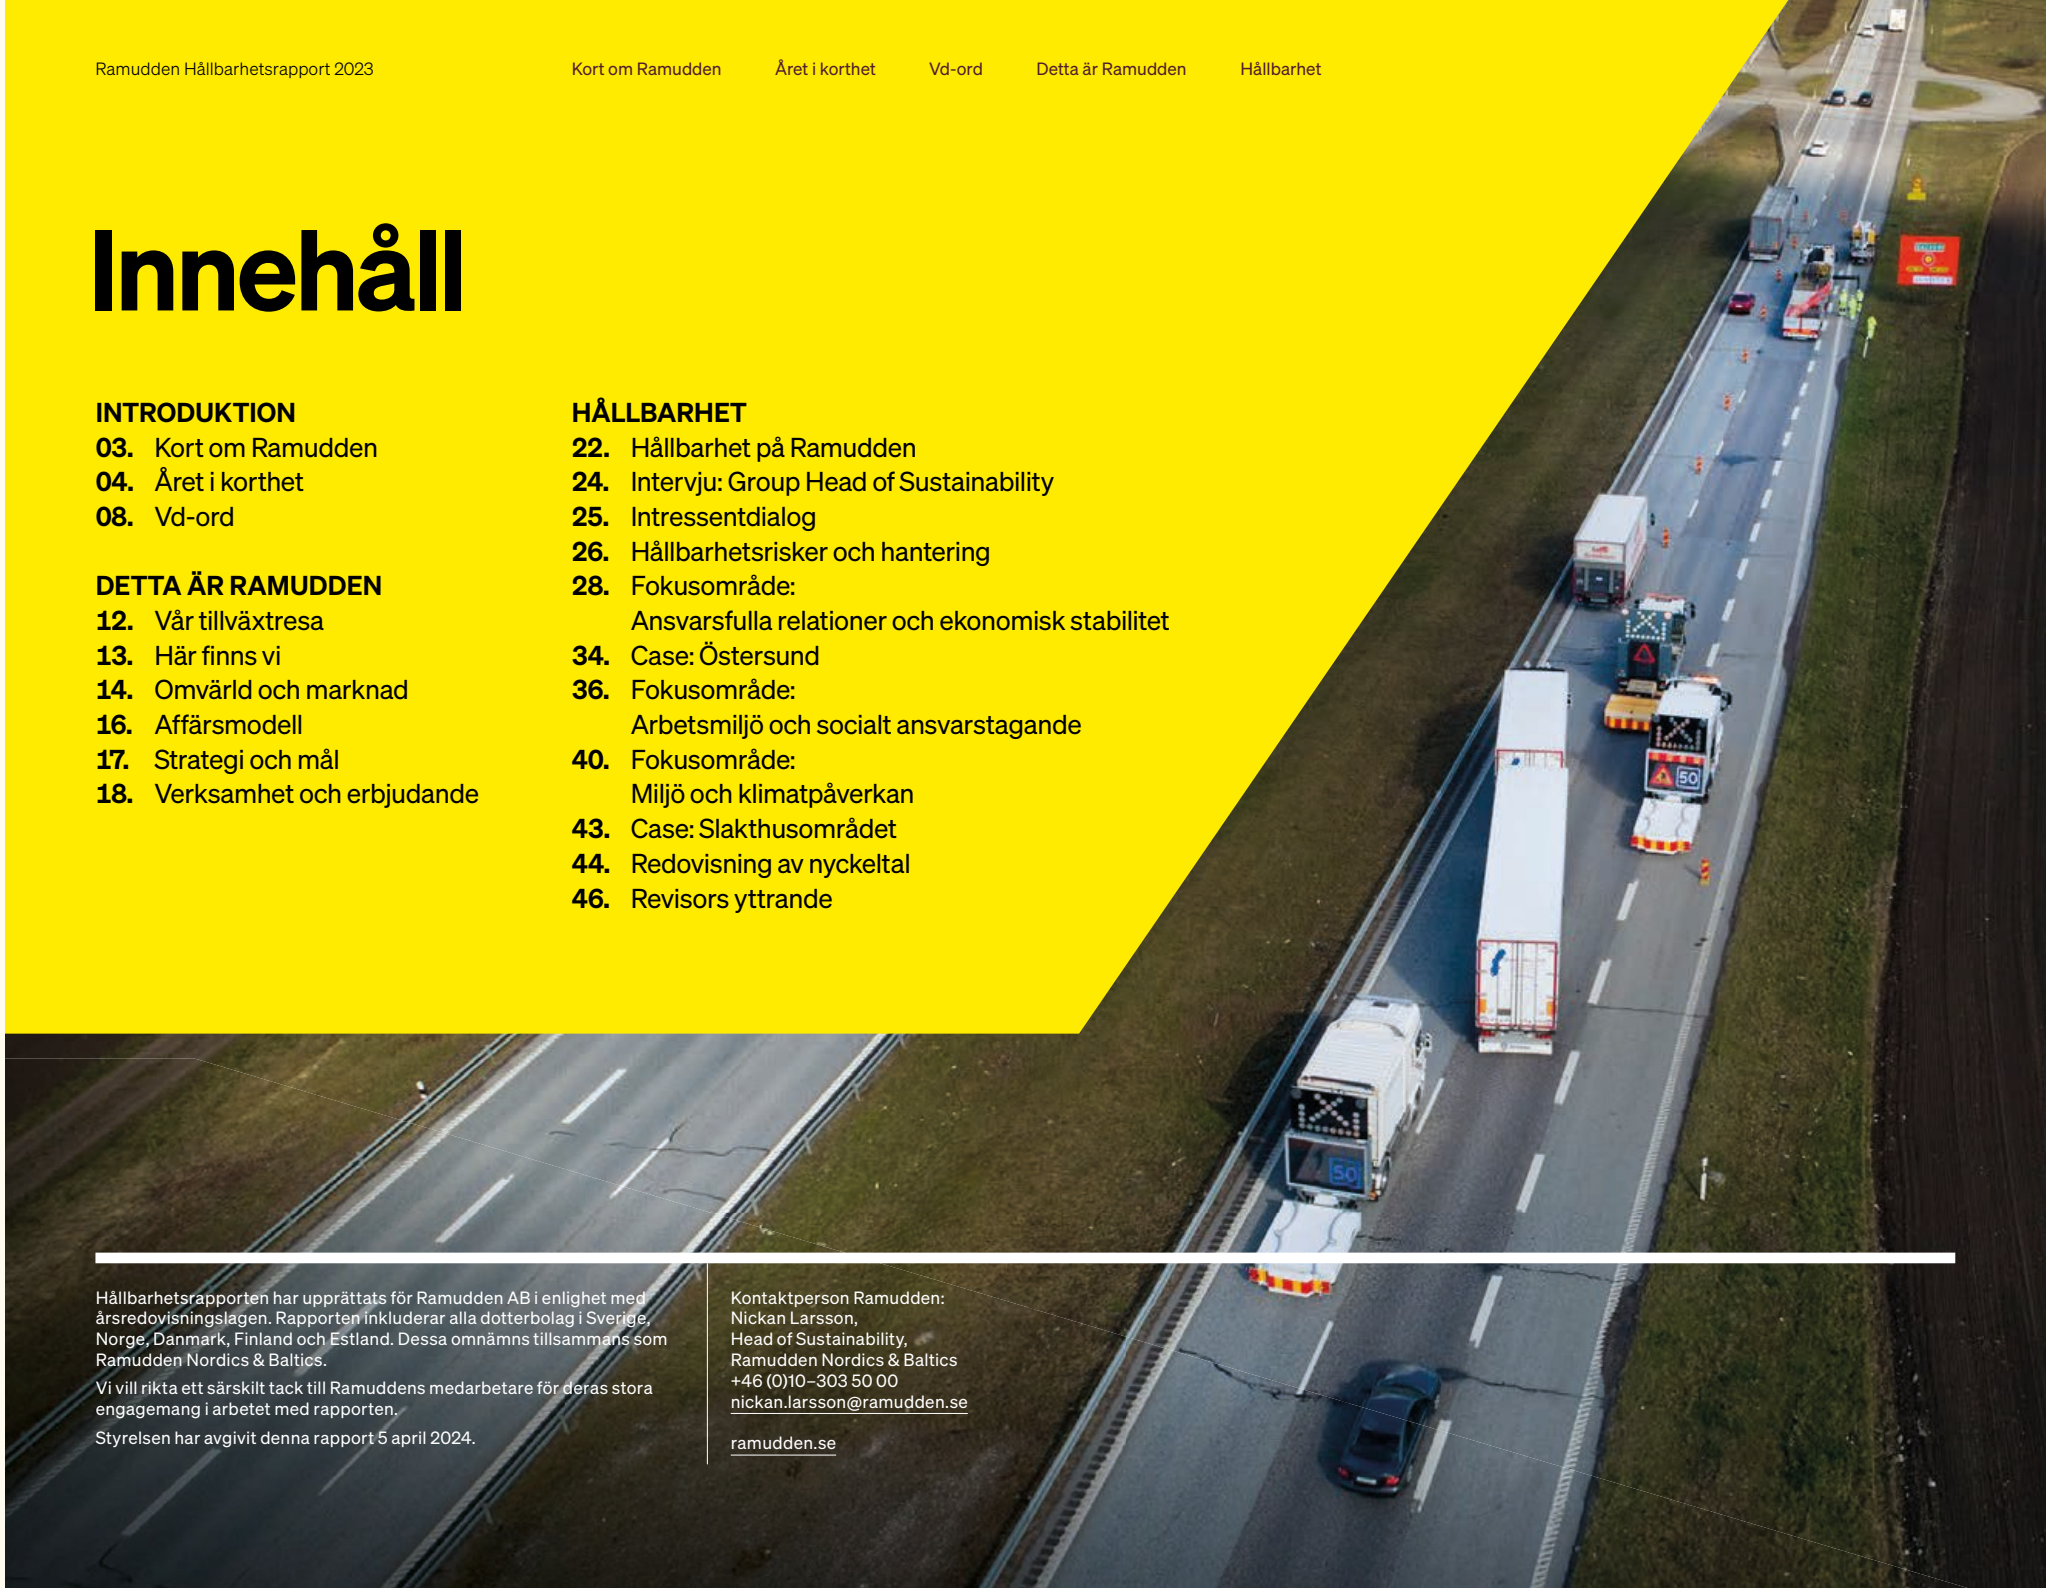 Ramudden Hållbarhetsrapport 2023
Kort om Ramudden
Året i korthet
Vd-ord
Detta är Ramudden
Hållbarhet
Innehåll
INTRODUKTION
03. Kort om Ramudden
04. Året i korthet
08. Vd-ord
DETTA ÄR RAMUDDEN
12. Vår tillväxtresa
13. Här finns vi
14. Omvärld och marknad
16. Affärsmodell
17. Strategi och mål
18. Verksamhet och erbjudande
HÅLLBARHET
22. Hållbarhet på Ramudden
24. Intervju: Group Head of Sustainability
25. Intressentdialog
26. Hållbarhetsrisker och hantering
28. Fokusområde:
Ansvarsfulla relationer och ekonomisk stabilitet
34. Case: Östersund
36. Fokusområde:
Arbetsmiljö och socialt ansvarstagande
40. Fokusområde:
Miljö och klimatpåverkan
43. Case: Slakthusområdet
44. Redovisning av nyckeltal
46. Revisors yttrande
50
50
Hållbarhetsrapporten har upprättats för Ramudden AB i enlighet med
årsredovisningslagen. Rapporten inkluderar alla dotterbolag i Sverige,
Norge, Danmark, Finland och Estland. Dessa omnämns tillsammans som
Ramudden Nordics & Baltics.
Vi vill rikta ett särskilt tack till Ramuddens medarbetare för deras stora
engagemang i arbetet med rapporten.
Styrelsen har avgivit denna rapport 5 april 2024.
Kontaktperson Ramudden:
Nickan Larsson,
Head of Sustainability,
Ramudden Nordics & Baltics
+46 (0)10–303 50 00
nickan.larsson@ramudden.se
ramudden.se